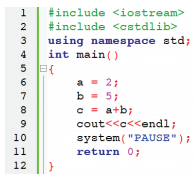 1 #include <iostream>
2 #include <cstdlib>
3 using namespace std;
4 int main()
5 {
6 a = 2;
7 b = 5;
8 c = a+b;
9 cout<<c<<endl;
10 system("PAUSE");
11 return 0;
12 }